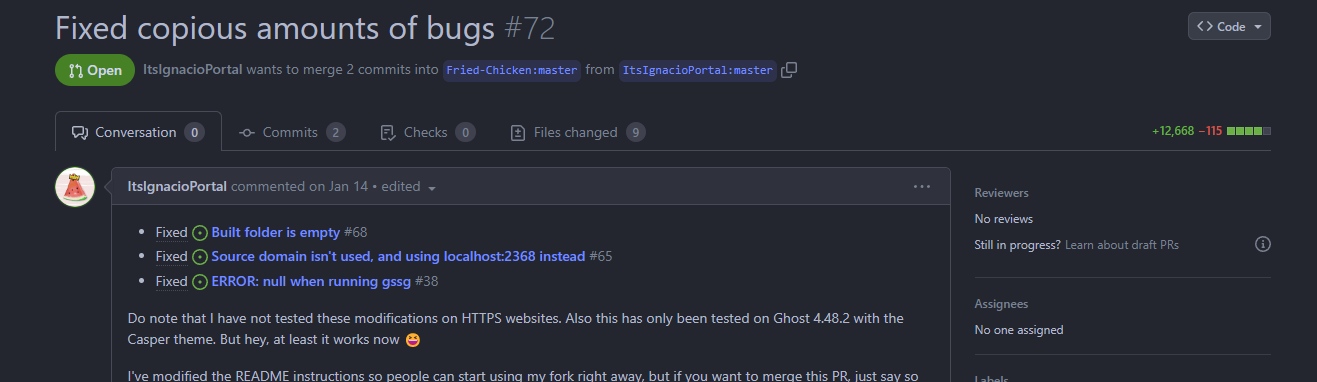 Fixed copious amounts of bugs #72
Code
Open ItsIgnacioPortal wants to merge 2 commits into Fried-Chicken:master from ItsIgnacioPortal:master
Conversation 0 Commits 2 Checks 0 Files changed 9
+12,668 −115
ItsIgnacioPortal commented on Jan 14 • edited
Fixed Built folder is empty #68
Fixed Source domain isn't used, and using localhost:2368 instead #65
Fixed ERROR: null when running gssg #38
Do note that I have not tested these modifications on HTTPS websites. Also this has only been tested on Ghost 4.48.2 with the
Casper theme. But hey, at least it works now 😆
I've modified the README instructions so people can start using my fork right away, but if you want to merge this PR, just say so
Reviewers
No reviews
Still in progress? Learn about draft PRs
Assignees
No one assigned
Labels